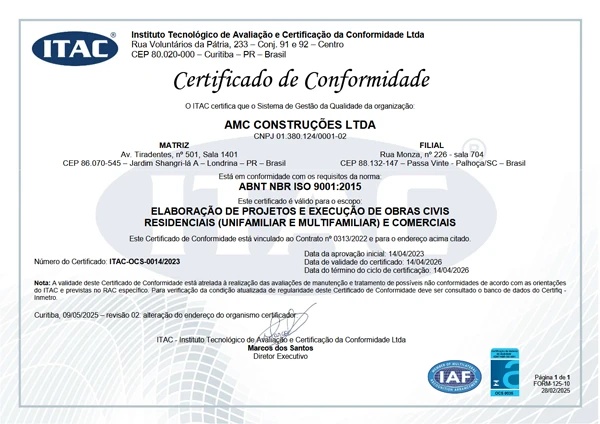 ITAC
Instituto Tecnológico de Avaliação e Certificação da Conformidade Ltda
Rua Voluntários da Pátria, 233 – Conj. 91 e 92 – Centro
CEP 80.020-000 – Curitiba – PR – Brasil
Certificado de Conformidade
O ITAC certifica que o Sistema de Gestão da Qualidade da organização:
AMC CONSTRUÇÕES LTDA
CNPJ 01.380.124/0001-02
MATRIZ
Av. Tiradentes, nº 501, Sala 1401
CEP 86.070-545 – Jardim Shangri-lá A – Londrina – PR – Brasil
FILIAL
Rua Monza, nº 226 - sala 704
CEP 88.132-147 – Passa Vinte - Palhoça/SC – Brasil
Está em conformidade com os requisitos da norma:
ABNT NBR ISO 9001:2015
Este certificado é válido para o escopo:
ELABORAÇÃO DE PROJETOS E EXECUÇÃO DE OBRAS CIVIS
RESIDENCIAIS (UNIFAMILIAR E MULTIFAMILIAR) E COMERCIAIS
Este Certificado de Conformidade está vinculado ao Contrato nº 0313/2022 e para o endereço acima citado.
Número do Certificado: ITAC-OCS-0014/2023
Data da aprovação inicial: 14/04/2023
Data de validade do certificado: 14/04/2026
Data do término do ciclo de certificação: 14/04/2026
Nota: A validade deste Certificado de Conformidade está atrelada à realização das avaliações de manutenção e tratamento de possíveis não conformidades de acordo com as orientações
do ITAC e previstas no RAC específico. Para verificação da condição atualizada de regularidade deste Certificado de Conformidade deve ser consultado o banco de dados do Certifiq -
Inmetro.
Curitiba, 09/05/2025 – revisão 02: alteração do endereço do organismo certificador
ITAC - Instituto Tecnológico de Avaliação e Certificação da Conformidade Ltda
Marcos dos Santos
Diretor Executivo
IAF
Página 1 de 1
FORM-125-10
28/02/2025